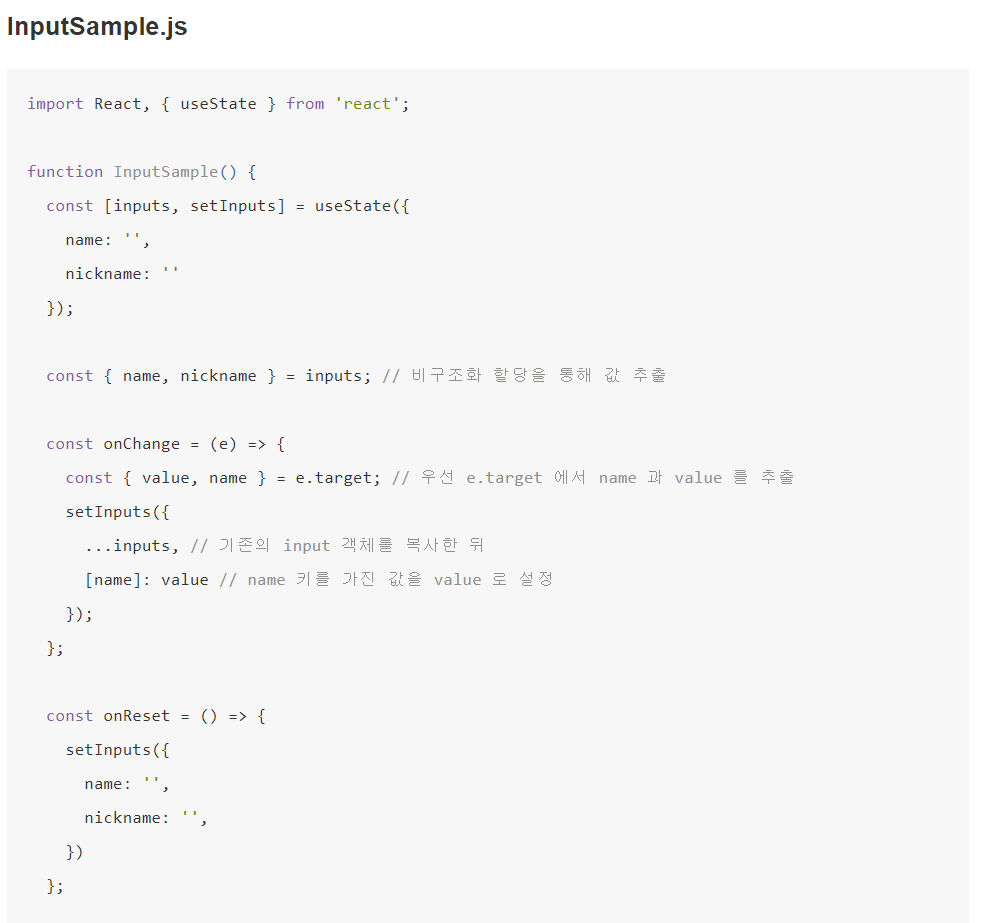 InputSample.js
import React, { useState } from 'react';
function InputSample() {
const [inputs, setInputs] = useState({
name: '',
nickname: ''
});
const { name, nickname } = inputs; // 비구조화 할당을 통해 값 추출
const onChange = (e) => {
const { value, name } = e.target; // 우선 e.target 에서 name 과 value 를 추출
setInputs({
...inputs, // 기존의 input 객체를 복사한 뒤
[name]: value // name 키를 가진 값을 value 로 설정
});
};
const onReset = () => {
setInputs({
name: '',
nickname: '',
})
};